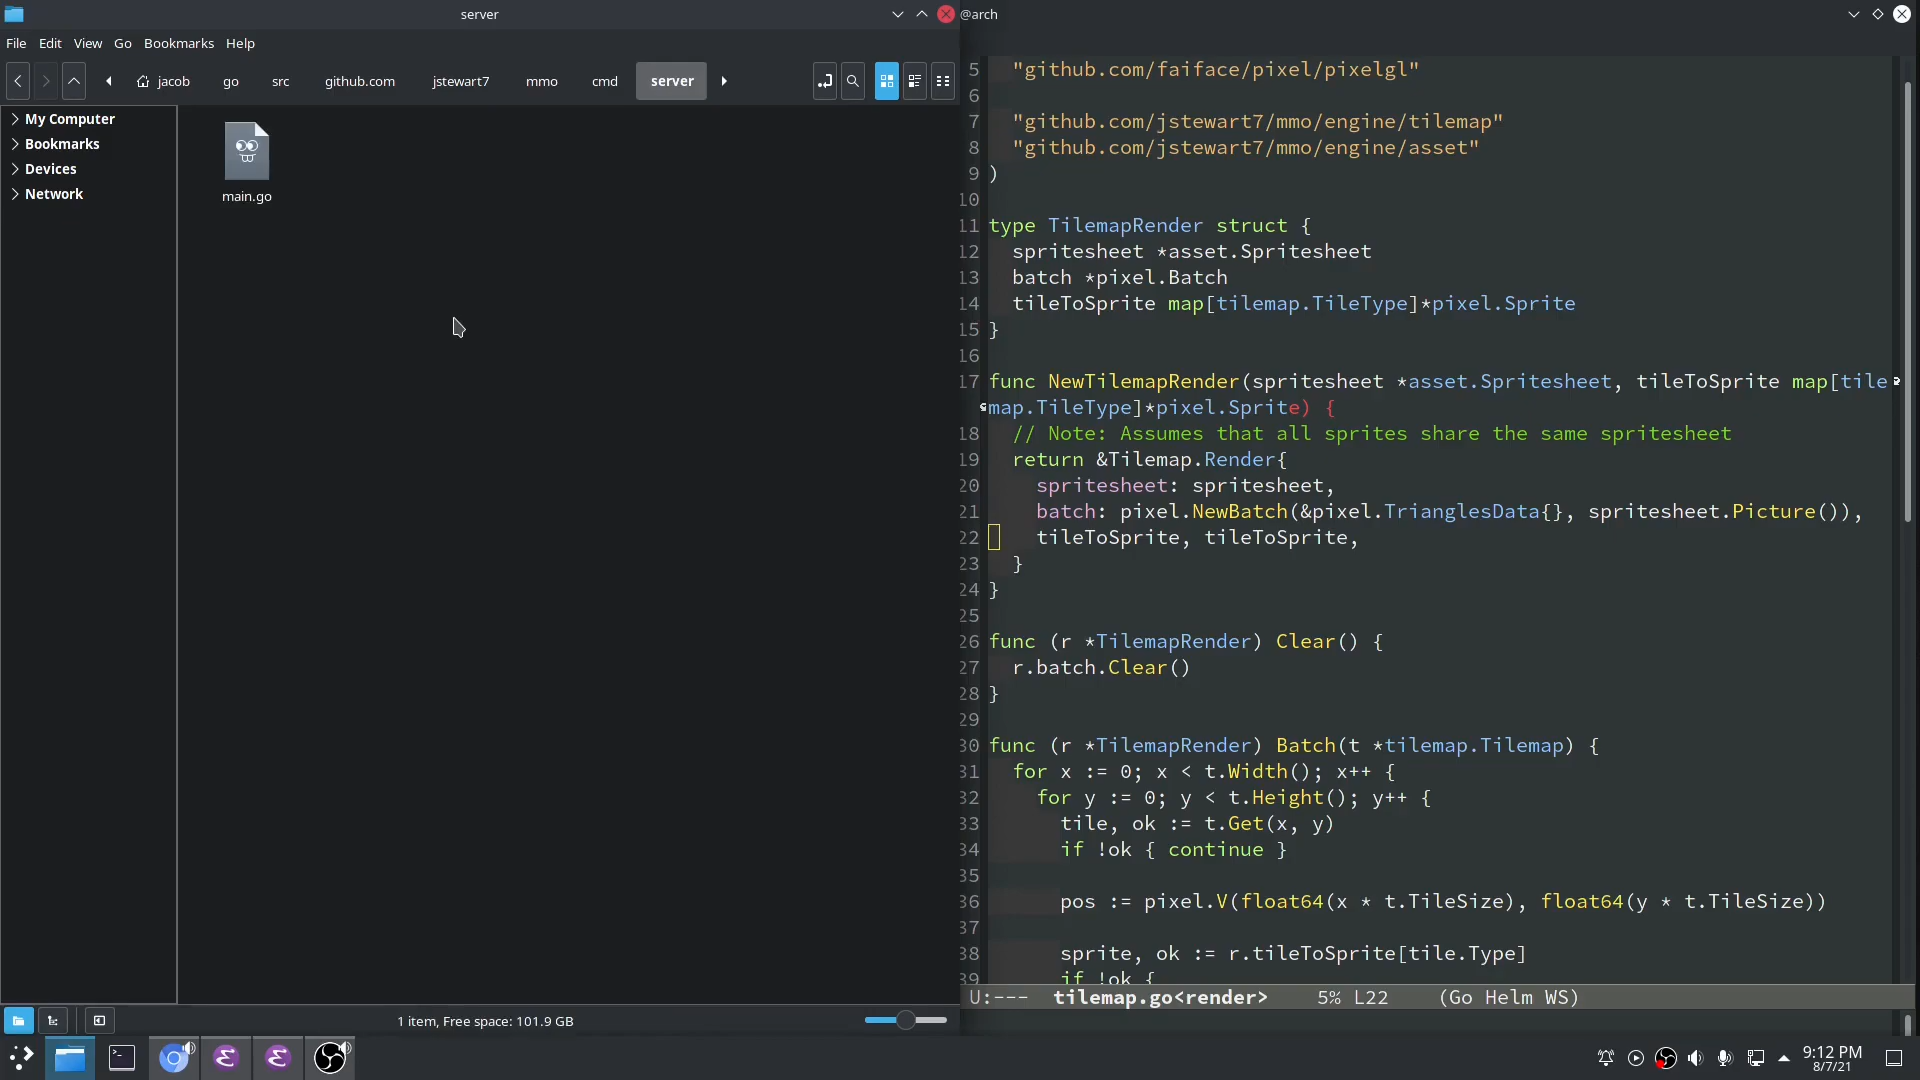 server
File Edit View Go Bookmarks Help
jacob go src github.com jstewart7 mmo cmd server
My Computer
Bookmarks
Devices
Network
main.go
1 item, Free space: 101.9 GB
@arch
5 "github.com/faiface/pixel/pixelgl"
6
7 "github.com/jstewart7/mmo/engine/tilemap"
8 "github.com/jstewart7/mmo/engine/asset"
9 )
10
11 type TilemapRender struct {
12 spritesheet *asset.Spritesheet
13 batch *pixel.Batch
14 tileToSprite map[tilemap.TileType]*pixel.Sprite
15 }
16
17 func NewTilemapRender(spritesheet *asset.Spritesheet, tileToSprite map[tile
map.TileType]*pixel.Sprite) {
18 // Note: Assumes that all sprites share the same spritesheet
19 return &Tilemap.Render{
20 spritesheet: spritesheet,
21 batch: pixel.NewBatch(&pixel.TrianglesData{}, spritesheet.Picture()),
22 tileToSprite, tileToSprite,
23 }
24 }
25
26 func (r *TilemapRender) Clear() {
27 r.batch.Clear()
28 }
29
30 func (r *TilemapRender) Batch(t *tilemap.Tilemap) {
31 for x := 0; x < t.Width(); x++ {
32 for y := 0; y < t.Height(); y++ {
33 tile, ok := t.Get(x, y)
34 if !ok { continue }
35
36 pos := pixel.V(float64(x * t.TileSize), float64(y * t.TileSize))
37
38 sprite, ok := r.tileToSprite[tile.Type]
39 if !ok {
U:--- tilemap.go<render> 5% L22 (Go Helm WS)
9:12 PM
8/7/21